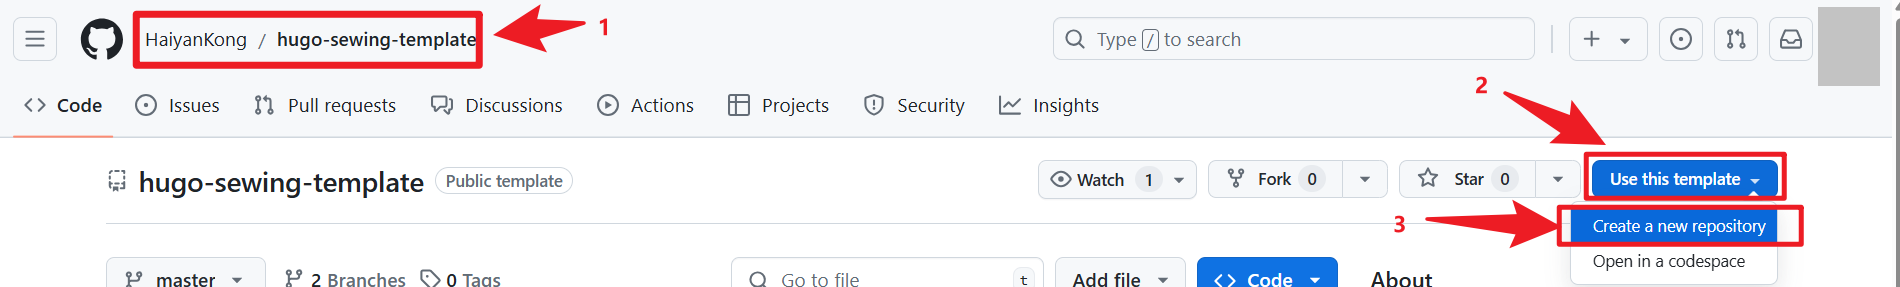 HaiyanKong / hugo-sewing-template 1 Type / to search
Code Issues Pull requests Discussions Actions Projects Security Insights 2
hugo-sewing-template Public template Watch 1 Fork 0 Star 0 Use this template
3 Create a new repository
Open in a codespace
master 2 Branches 0 Tags Go to file t Add file Code About